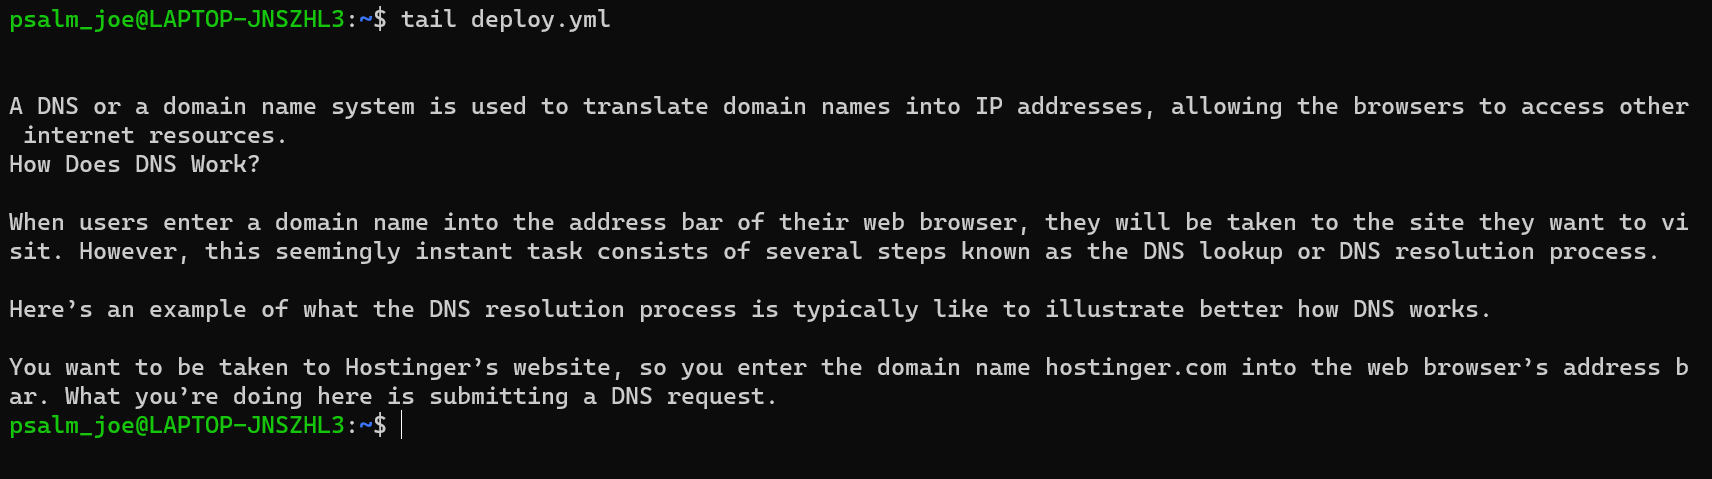 psalm_joe@LAPTOP-JNSZHL3:~$ tail deploy.yml
A DNS or a domain name system is used to translate domain names into IP addresses, allowing the browsers to access other
 internet resources.
How Does DNS Work?
When users enter a domain name into the address bar of their web browser, they will be taken to the site they want to vi
sit. However, this seemingly instant task consists of several steps known as the DNS lookup or DNS resolution process.
Here’s an example of what the DNS resolution process is typically like to illustrate better how DNS works.
You want to be taken to Hostinger’s website, so you enter the domain name hostinger.com into the web browser’s address b
ar. What you’re doing here is submitting a DNS request.
psalm_joe@LAPTOP-JNSZHL3:~$